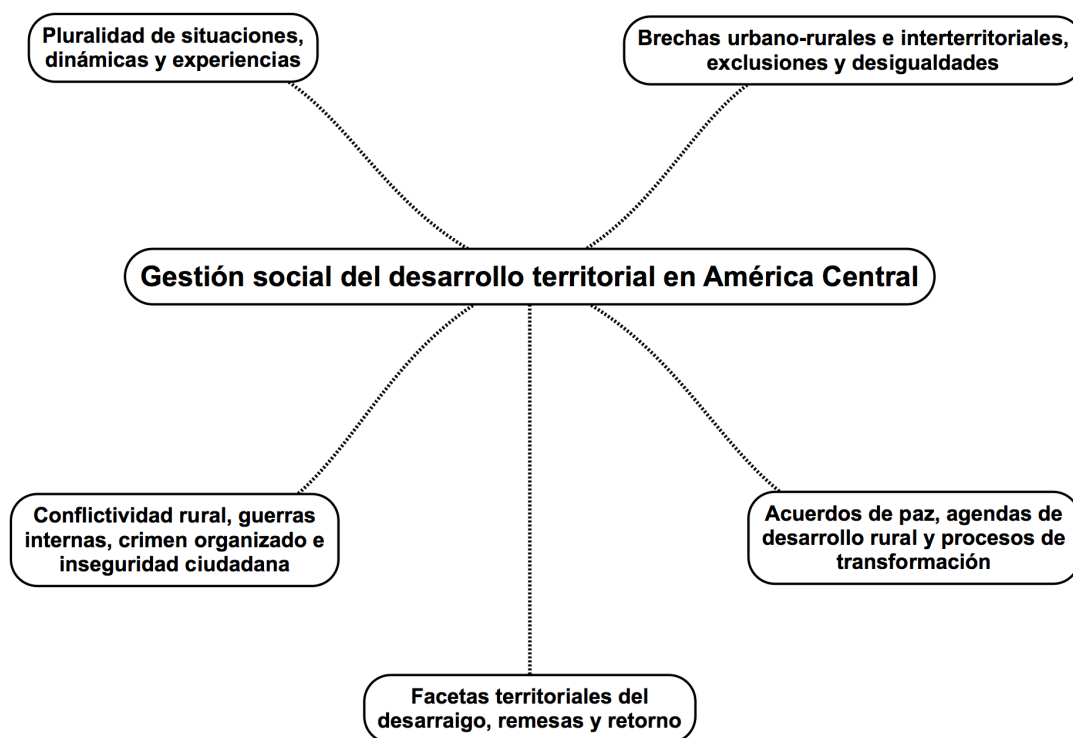 Pluralidad de situaciones,
dinámicas y experiencias
Brechas urbano-rurales e interterritoriales,
exclusiones y desigualdades
Gestión social del desarrollo territorial en América Central
Conflictividad rural, guerras
internas, crimen organizado e
inseguridad ciudadana
Acuerdos de paz, agendas de
desarrollo rural y procesos de
transformación
Facetas territoriales del
desarraigo, remesas y retorno